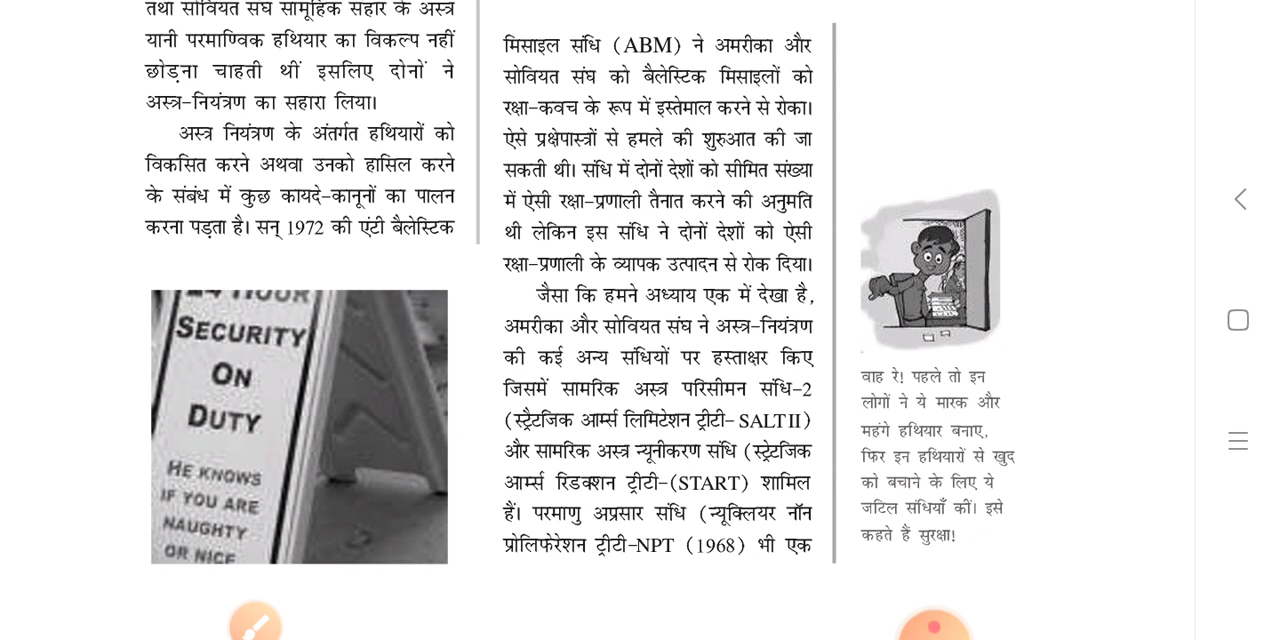 तथा सोवियत संघ सामूहिक संहार के अस्त्र
यानी परमाण्विक हथियार का विकल्प नहीं
छोड़ना चाहती थीं इसलिए दोनों ने
अस्त्र-नियंत्रण का सहारा लिया।
अस्त्र नियंत्रण के अंतर्गत हथियारों को
विकसित करने अथवा उनको हासिल करने
के संबंध में कुछ कायदे-कानूनों का पालन
करना पड़ता है। सन् 1972 की एंटी बैलेस्टिक
24 HOUR
SECURITY
ON
DUTY
HE KNOWS
IF YOU ARE
NAUGHTY
OR NICE
मिसाइल संधि (ABM) ने अमरीका और
सोवियत संघ को बैलेस्टिक मिसाइलों को
रक्षा-कवच के रूप में इस्तेमाल करने से रोका।
ऐसे प्रक्षेपास्त्रों से हमले की शुरुआत की जा
सकती थी। संधि में दोनों देशों को सीमित संख्या
में ऐसी रक्षा-प्रणाली तैनात करने की अनुमति
थी लेकिन इस संधि ने दोनों देशों को ऐसी
रक्षा-प्रणाली के व्यापक उत्पादन से रोक दिया।
जैसा कि हमने अध्याय एक में देखा है,
अमरीका और सोवियत संघ ने अस्त्र-नियंत्रण
की कई अन्य संधियों पर हस्ताक्षर किए
जिसमें सामरिक अस्त्र परिसीमन संधि-2
(स्ट्रैटजिक आर्म्स लिमिटेशन ट्रीटी- SALT II)
और सामरिक अस्त्र न्यूनीकरण संधि (स्ट्रेटजिक
आर्म्स रिडक्शन ट्रीटी-(START) शामिल
हैं। परमाणु अप्रसार संधि (न्यूक्लियर नॉन
प्रोलिफेरेशन ट्रीटी-NPT (1968) भी एक
वाह रे! पहले तो इन
लोगों ने ये मारक और
महंगे हथियार बनाए,
फिर इन हथियारों से खुद
को बचाने के लिए ये
जटिल संधियाँ कीं। इसे
कहते हैं सुरक्षा!